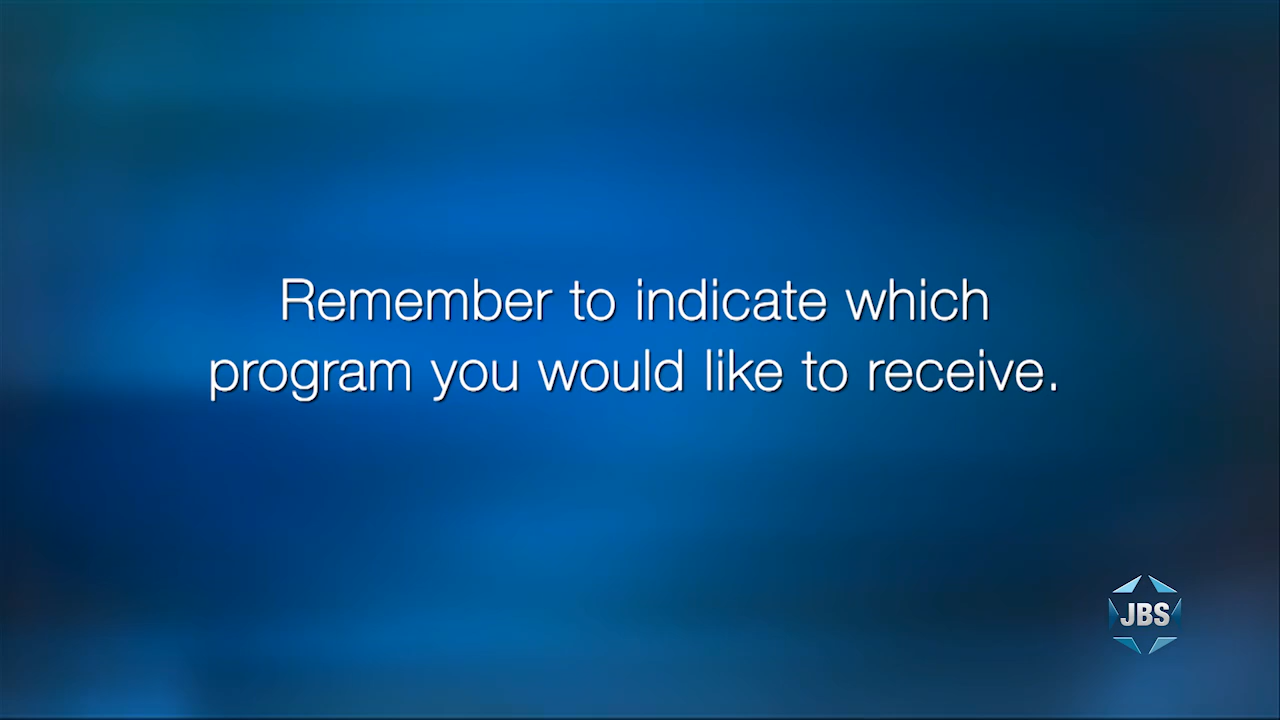 Remember to indicate which
program you would like to receive.
JBS